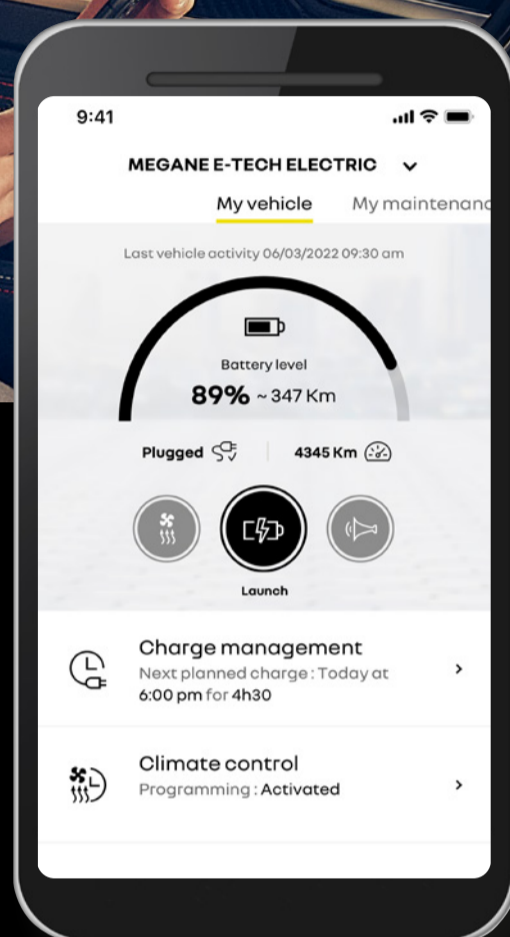 9:41
MEGANE E-TECH ELECTRIC
My vehicle My maintenanc
Last vehicle activity 06/03/2022 09:30 am
Battery level
89% ~ 347 Km
Plugged 4345 Km
Launch
Charge management
Next planned charge : Today at
6:00 pm for 4h30
Climate control
Programming : Activated